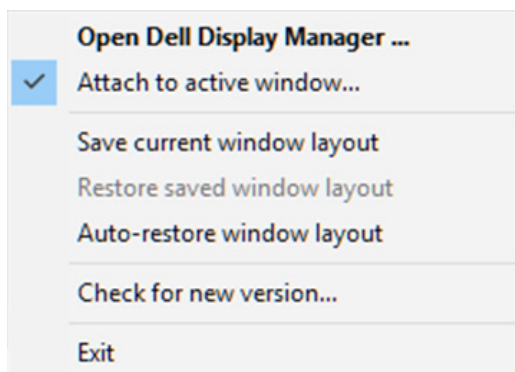 Open Dell Display Manager ...
Attach to active window...
Save current window layout
Restore saved window layout
Auto-restore window layout
Check for new version...
Exit